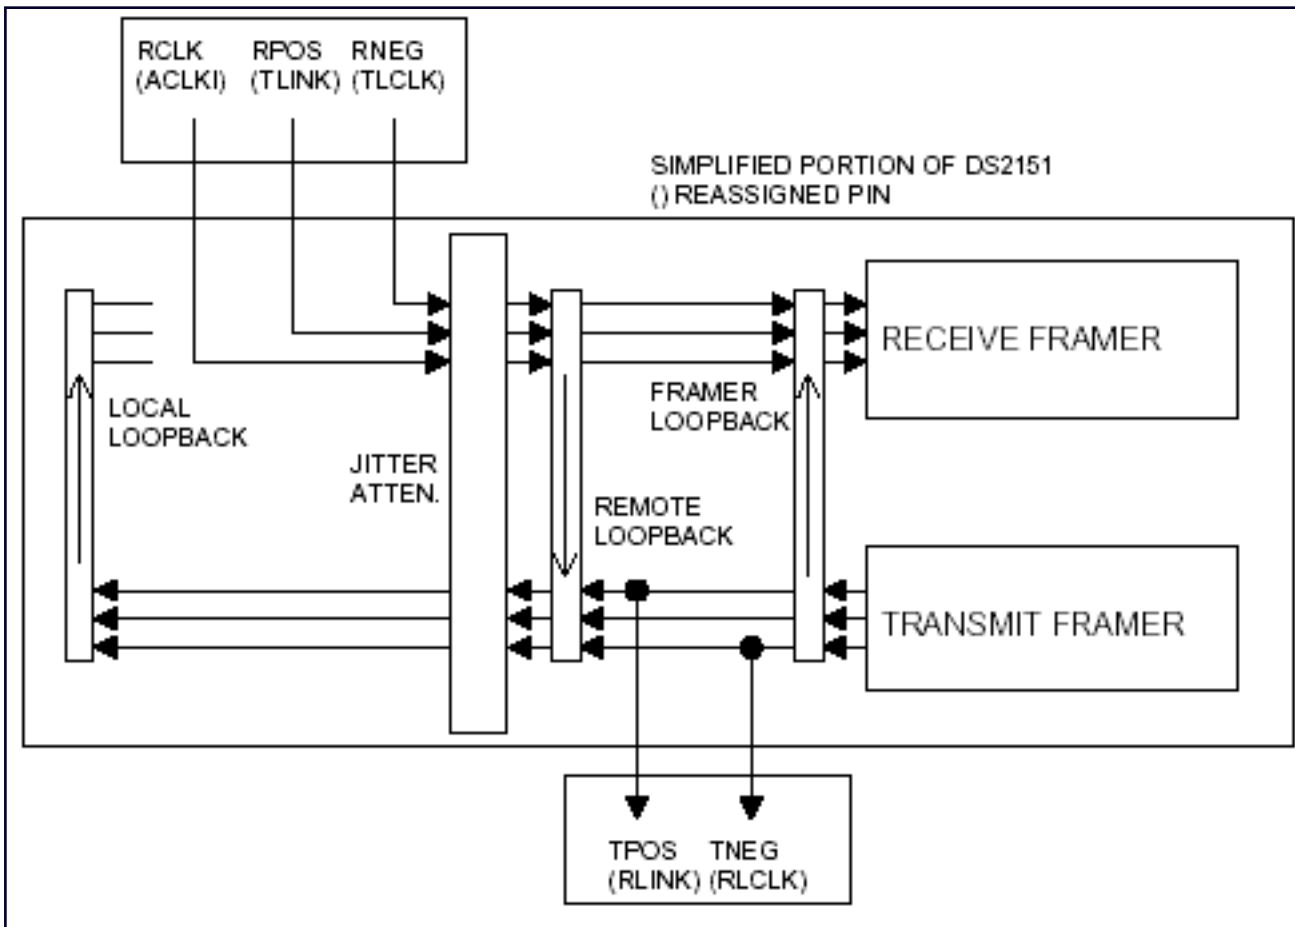 RCLK RPOS RNEG
(ACLKI) (TLINK) (TLCLK)
SIMPLIFIED PORTION OF DS2151
() REASSIGNED PIN
RECEIVE FRAMER
LOCAL
LOOPBACK
FRAMER
LOOPBACK
JITTER
ATTEN.
REMOTE
LOOPBACK
TRANSMIT FRAMER
TPOS TNEG
(RLINK) (RLCLK)